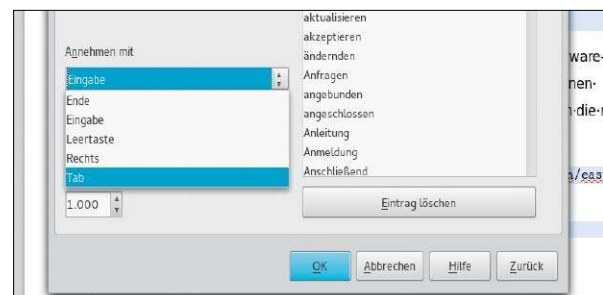 Annehmen mit
Eingabe
Ende
Eingabe
Leertaste
Rechts
Tab
1.000
aktualisieren
akzeptieren
ändernden
Anfragen
angebunden
angeschlossen
Anleitung
Anmeldung
Anschließend
Eintrag löschen
OK
Abbrechen
Hilfe
Zurück
ware-
nen·
die·